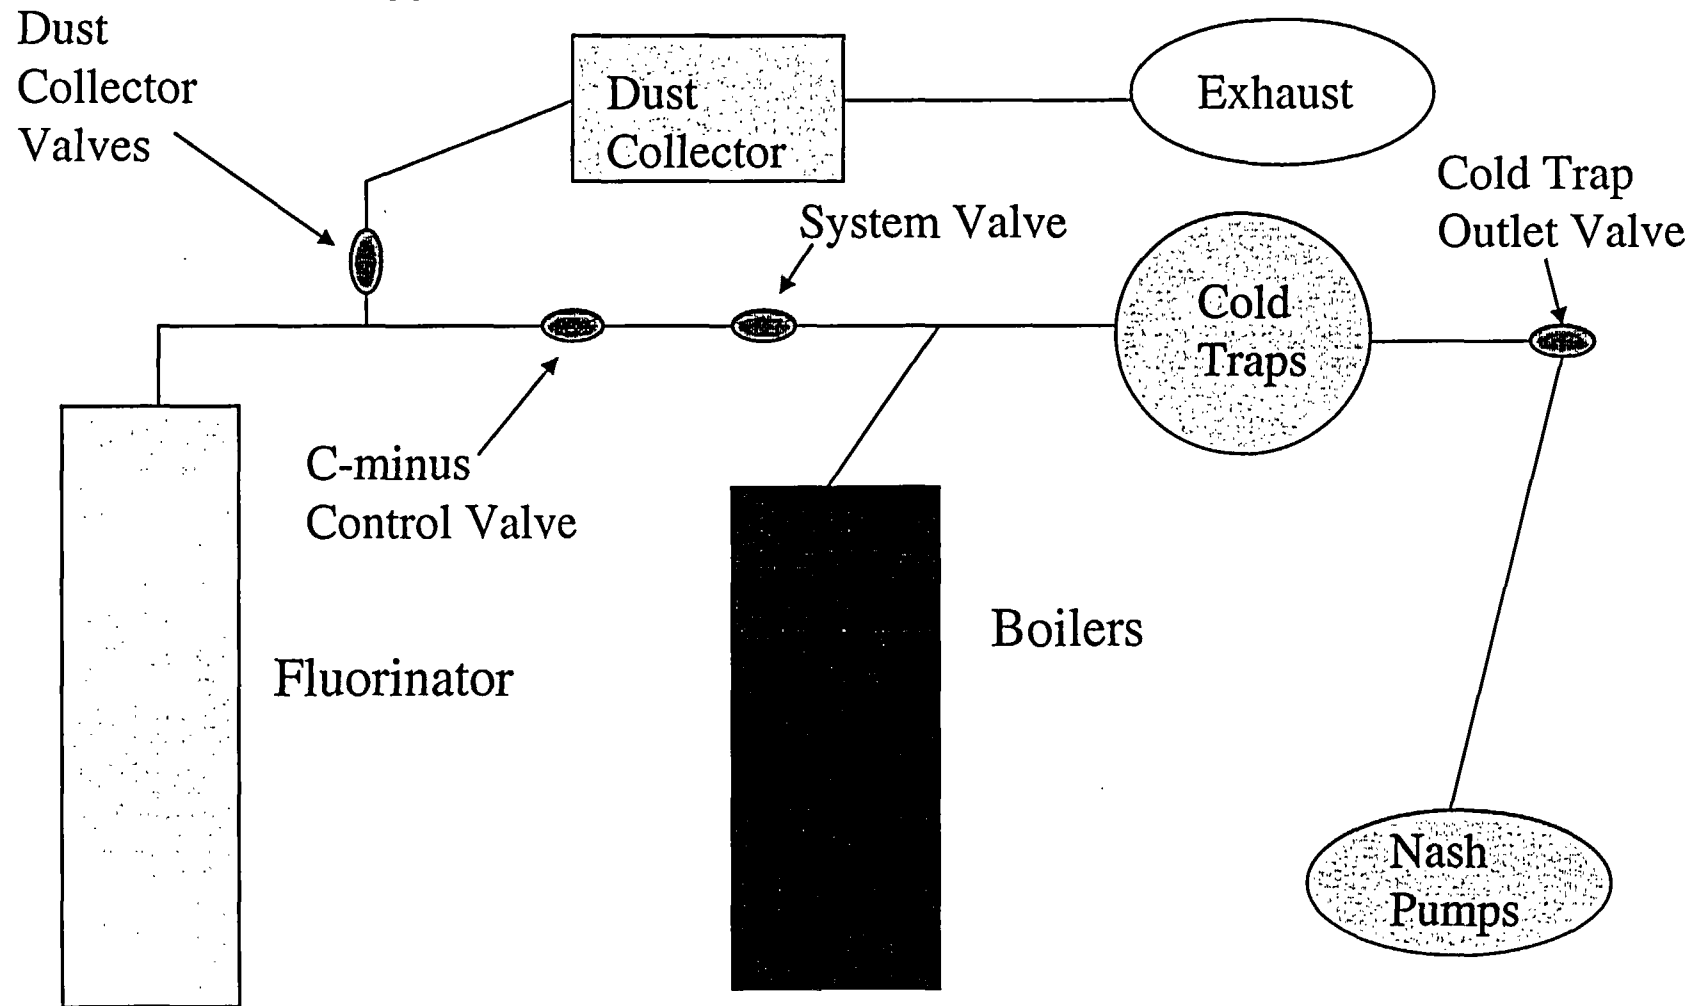 Dust
Collector
Valves
Dust
Collector
Exhaust
Cold Trap
Outlet Valve
System Valve
Cold
Traps
C-minus
Control Valve
Boilers
Fluorinator
Nash
Pumps